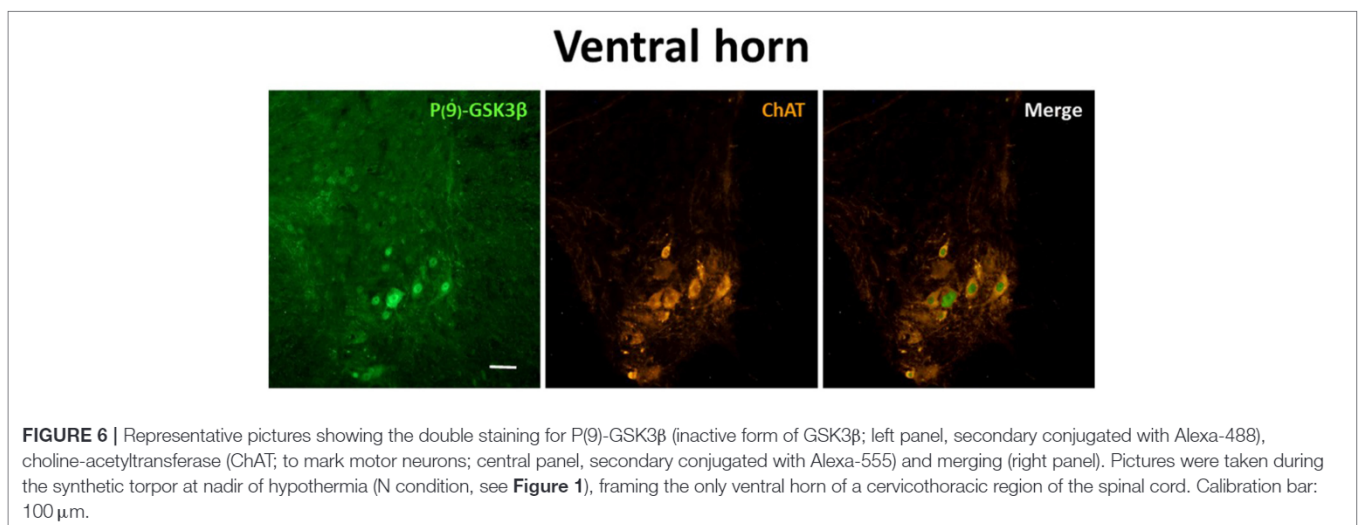 Ventral horn
P(9)-GSK3β
ChAT
Merge
FIGURE 6 | Representative pictures showing the double staining for P(9)-GSK3β (inactive form of GSK3β; left panel, secondary conjugated with Alexa-488),
choline-acetyltransferase (ChAT; to mark motor neurons; central panel, secondary conjugated with Alexa-555) and merging (right panel). Pictures were taken during
the synthetic torpor at nadir of hypothermia (N condition, see Figure 1), framing the only ventral horn of a cervicothoracic region of the spinal cord. Calibration bar:
100 μm.